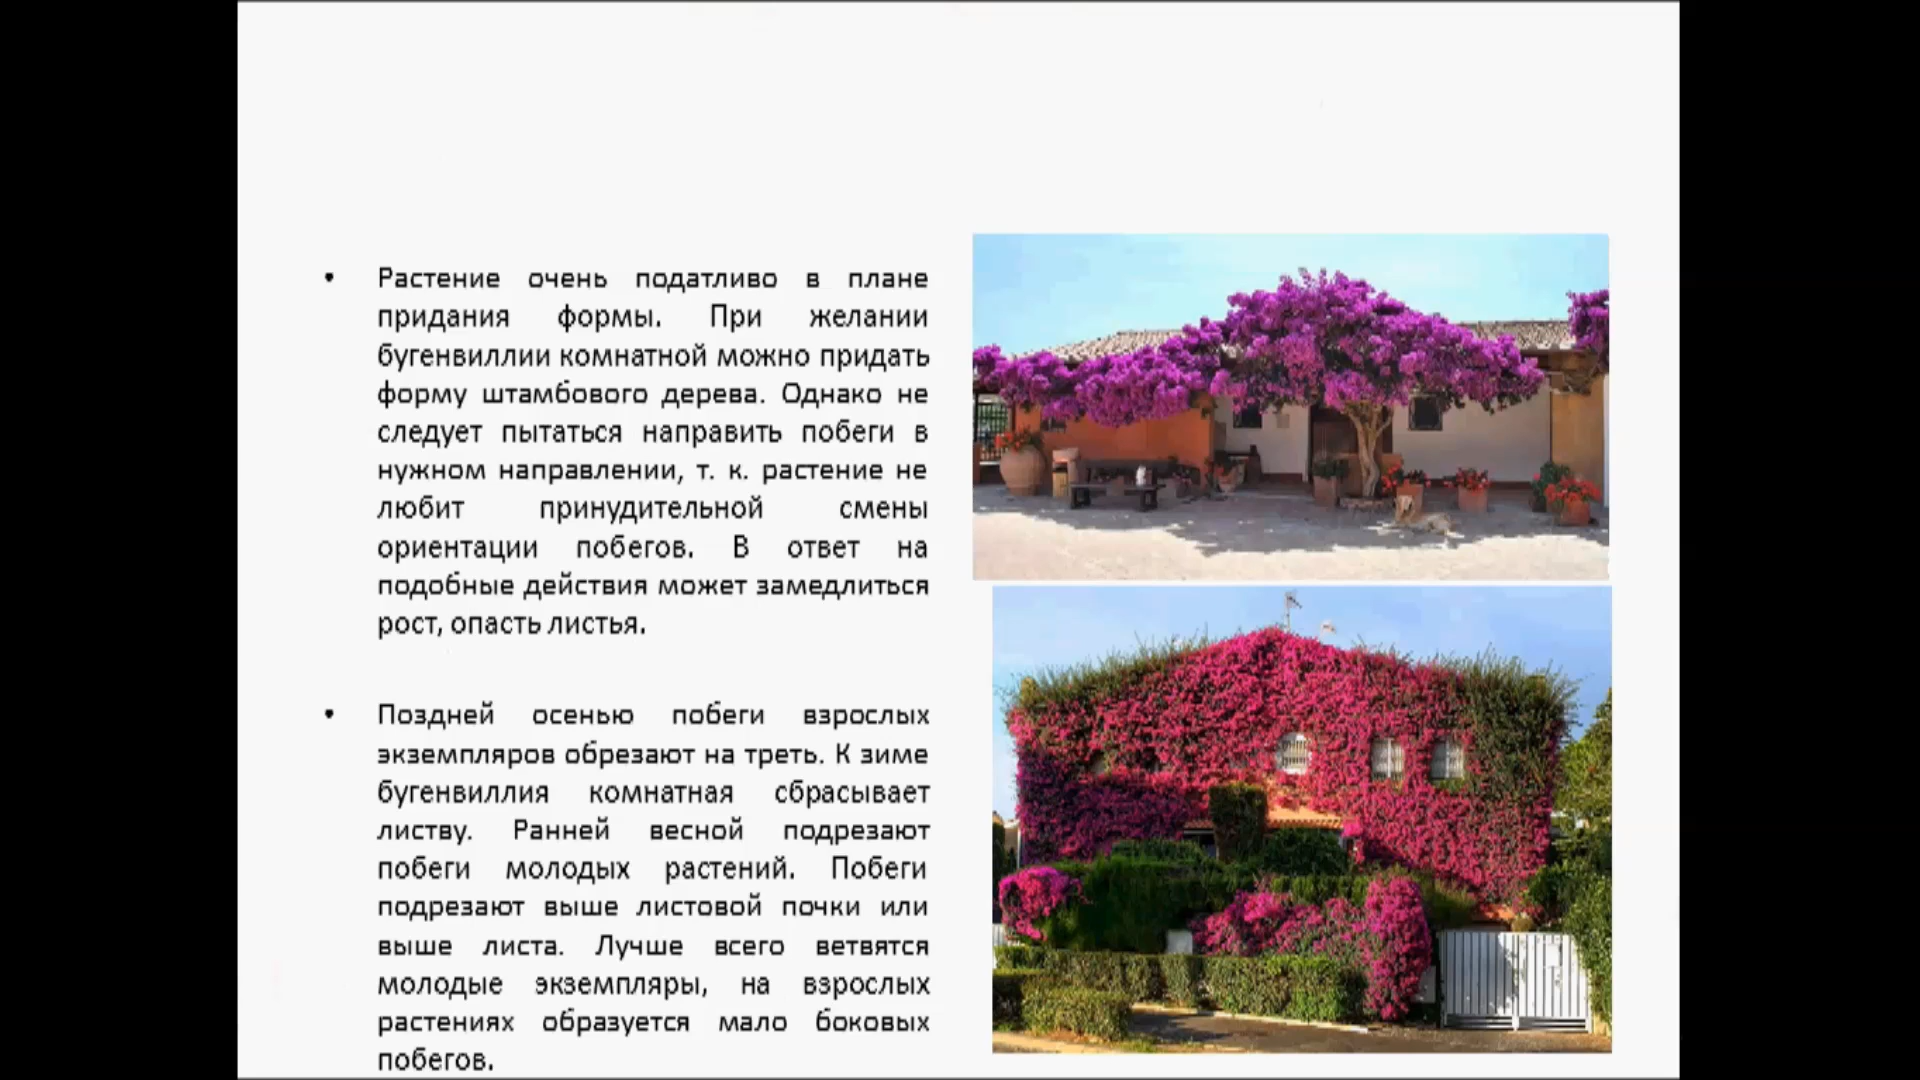 • Растение очень податливо в плане
придания формы. При желании
бугенвиллии комнатной можно придать
форму штамбового дерева. Однако не
следует пытаться направить побеги в
нужном направлении, т. к. растение не
любит принудительной смены
ориентации побегов. В ответ на
подобные действия может замедлиться
рост, опасть листья.
• Поздней осенью побеги взрослых
экземпляров обрезают на треть. К зиме
бугенвиллия комнатная сбрасывает
листву. Ранней весной подрезают
побеги молодых растений. Побеги
подрезают выше листовой почки или
выше листа. Лучше всего ветвятся
молодые экземпляры, на взрослых
растениях образуется мало боковых
побегов.